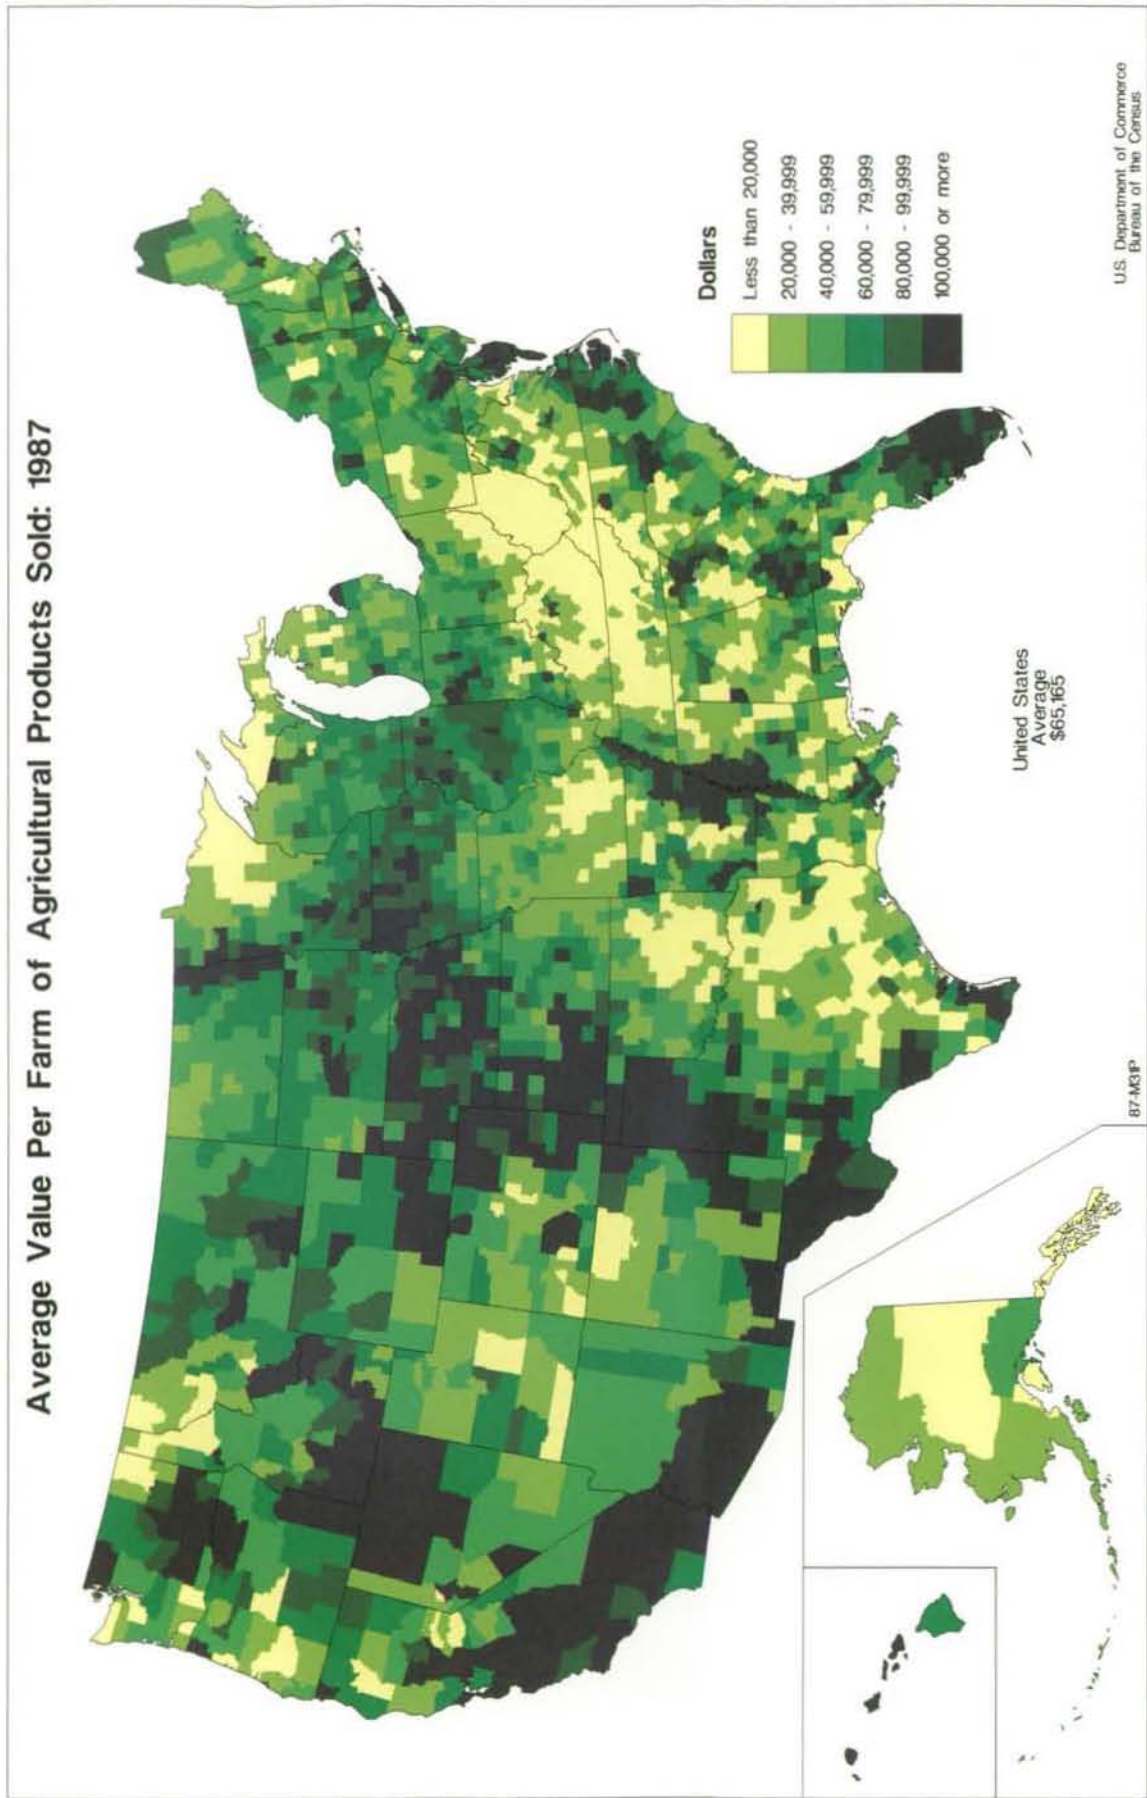 Average Value Per Farm of Agricultural Products Sold: 1987
Dollars
Less than 20,000
20,000 - 39,999
40,000 - 59,999
60,000 - 79,999
80,000 - 99,999
100,000 or more
United States
Average
$65,165
87-M31P
U.S. Department of Commerce
Bureau of the Census